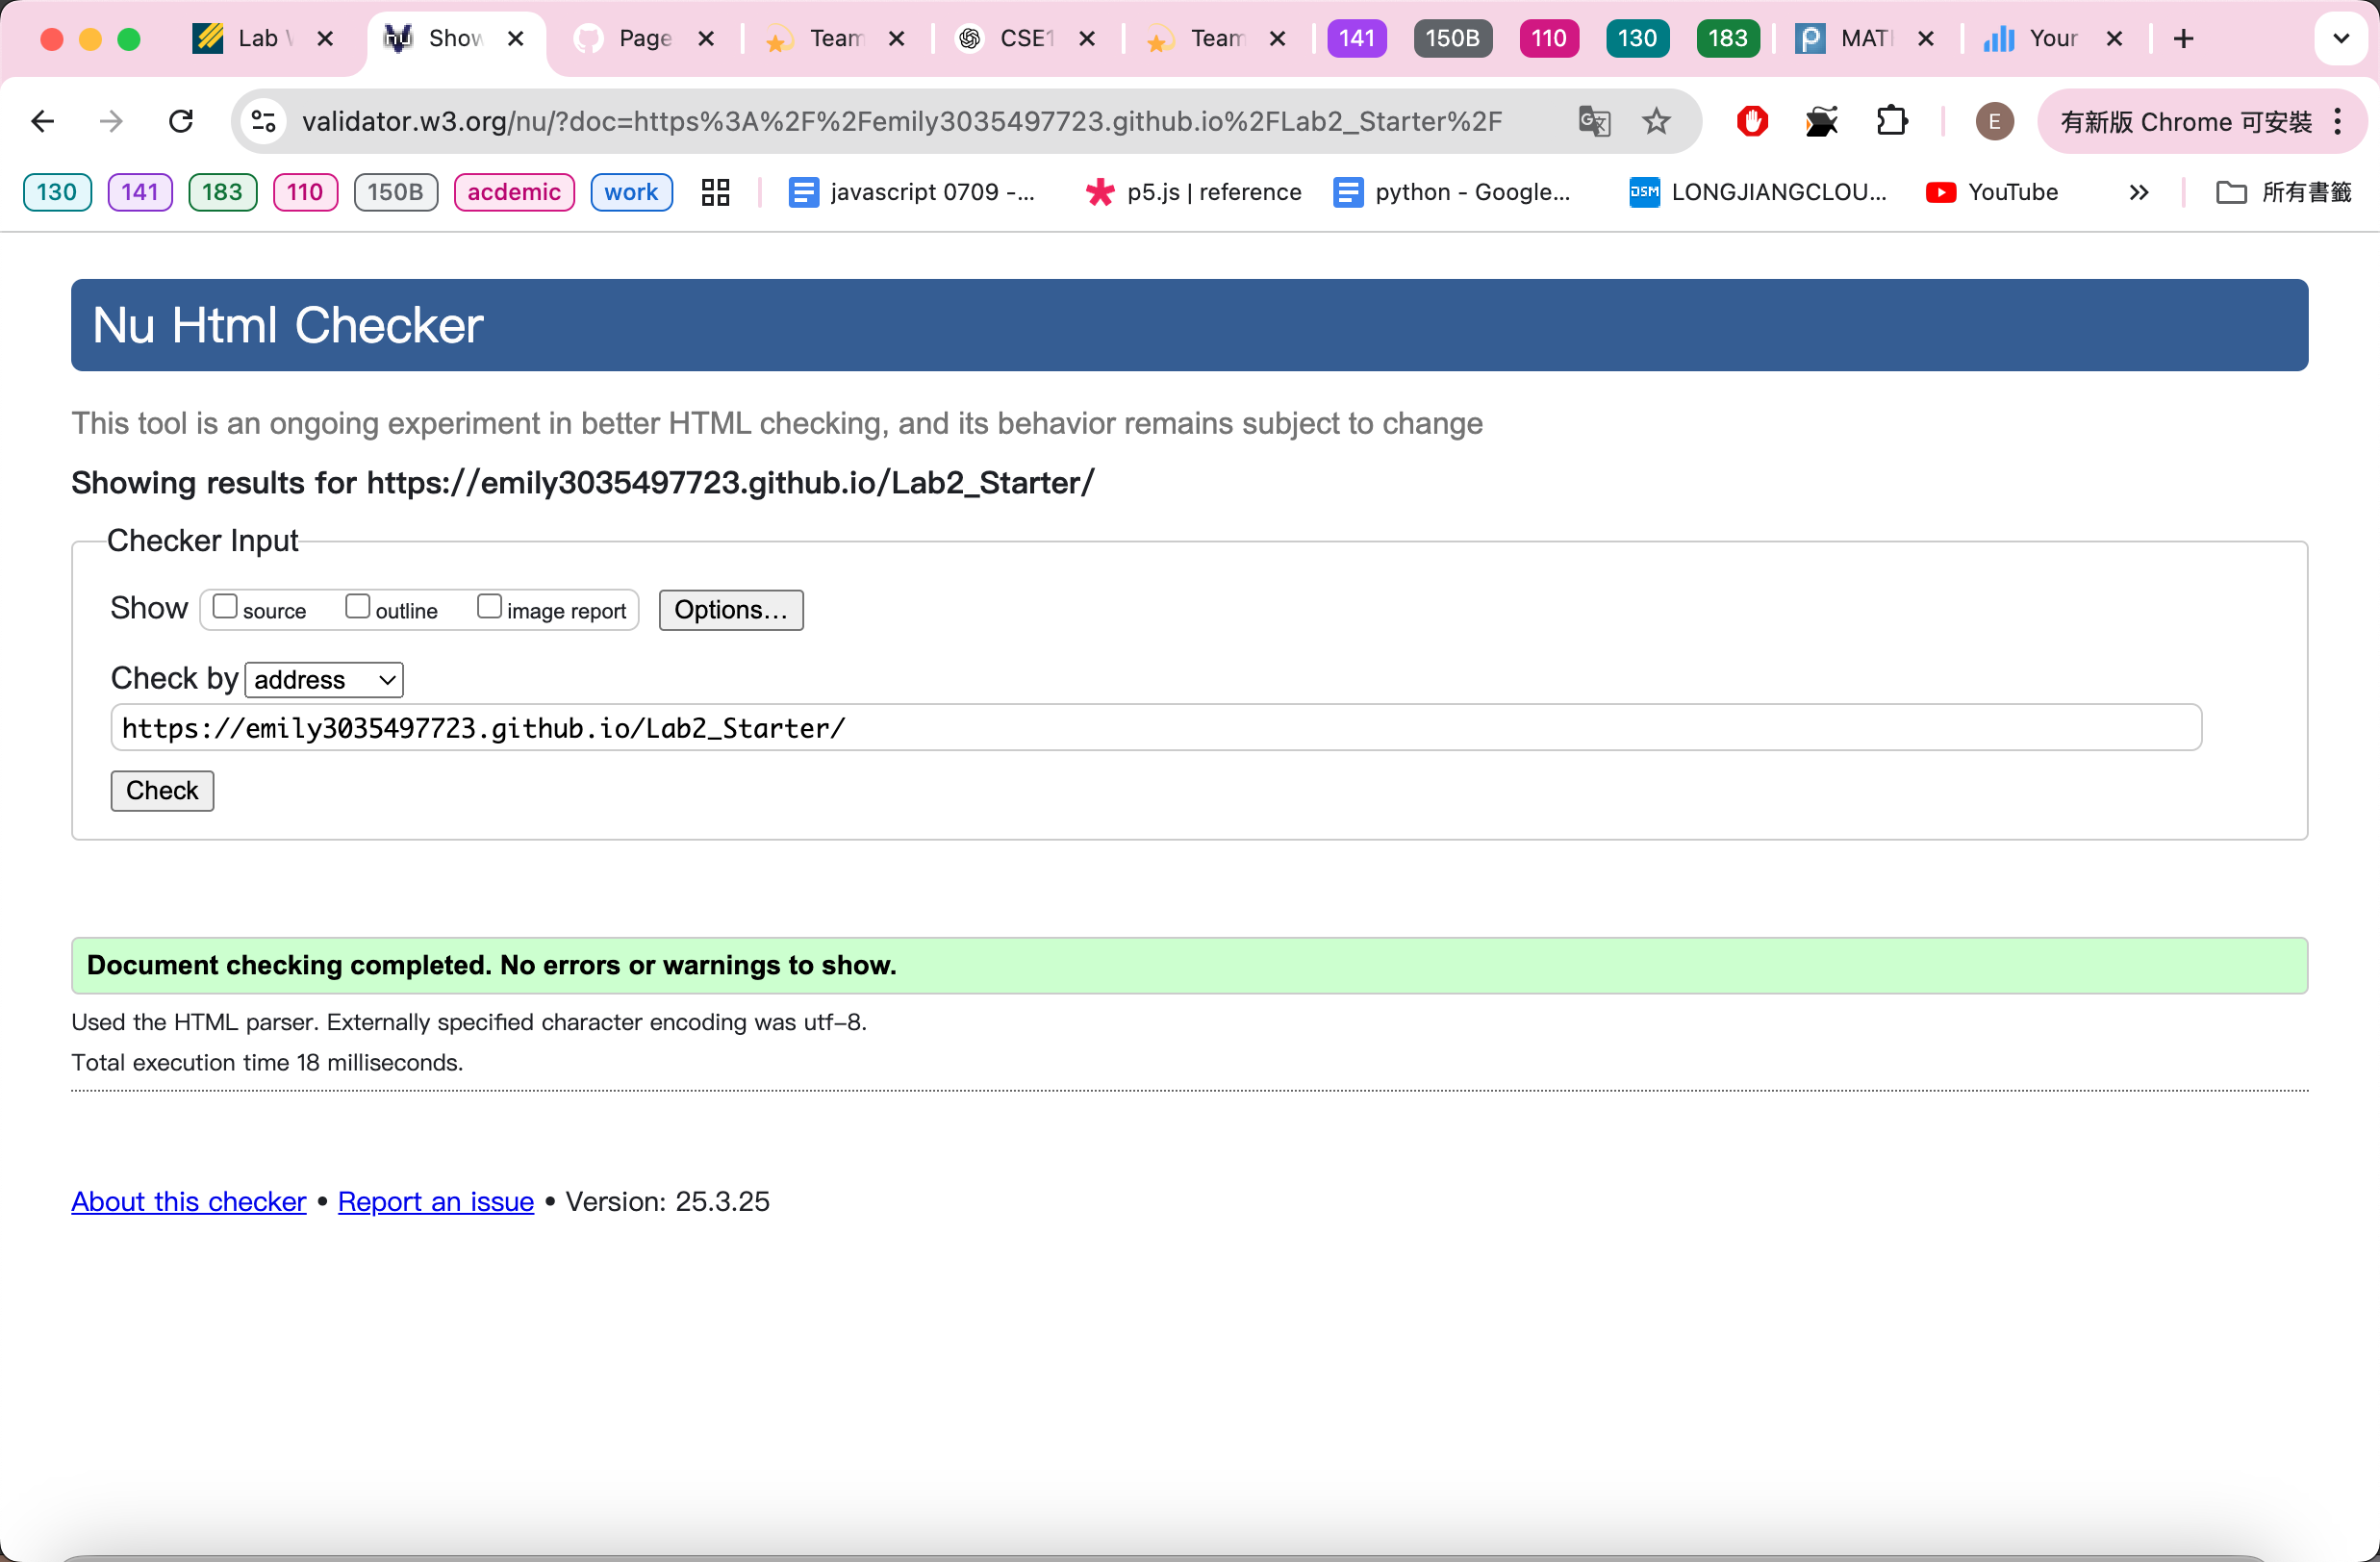 Lab
Show
Page
Team
CSE1
Team
141
150B
110
130
183
MAT
Your
validator.w3.org/nu/?doc=https%3A%2F%2Femily3035497723.github.io%2FLab2_Starter%2F
E
有新版 Chrome 可安裝
130
141
183
110
150B
acdemic
work
javascript 0709 -...
p5.js | reference
python - Google...
DSM
LONGJIANGCLOU...
YouTube
所有書籤
Nu Html Checker
This tool is an ongoing experiment in better HTML checking, and its behavior remains subject to change
Showing results for https://emily3035497723.github.io/Lab2_Starter/
Checker Input
Show source outline image report Options...
Check by address
https://emily3035497723.github.io/Lab2_Starter/
Check
Document checking completed. No errors or warnings to show.
Used the HTML parser. Externally specified character encoding was utf-8.
Total execution time 18 milliseconds.
About this checker • Report an issue • Version: 25.3.25